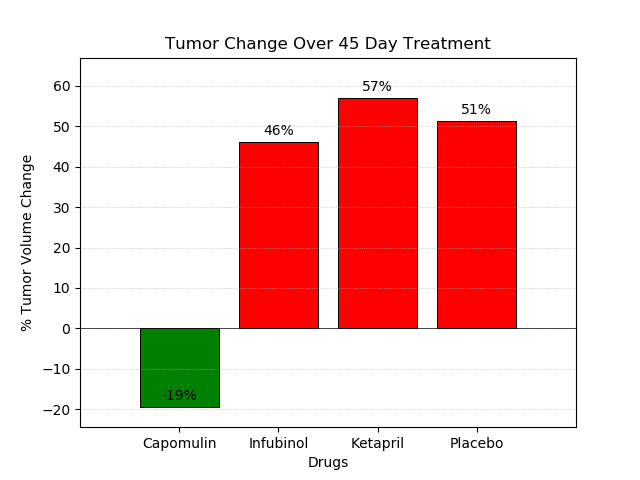 Tumor Change Over 45 Day Treatment
% Tumor Volume Change
60
50
40
30
20
10
0
−10
−20
-19%
46%
57%
51%
Capomulin
Infubinol
Ketapril
Placebo
Drugs